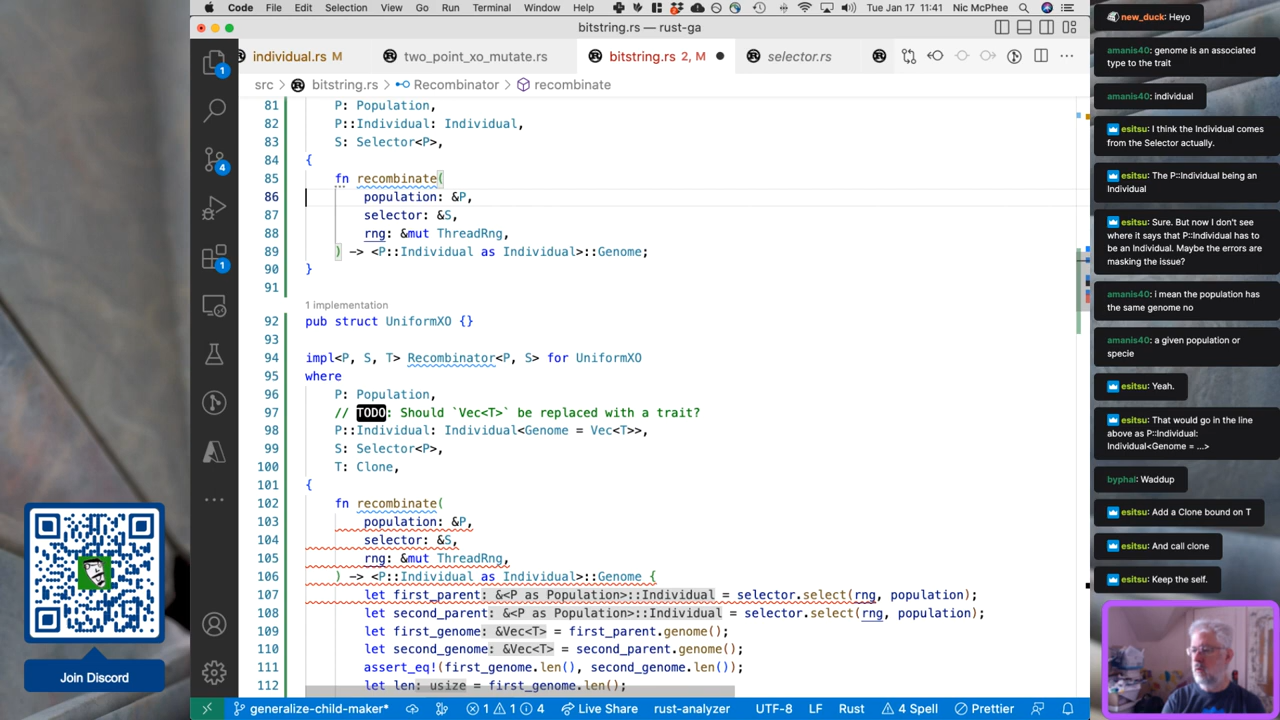 Code File Edit Selection View Go Run Terminal Window Help
Tue Jan 17 11:41 Nic McPhee
bitstring.rs — rust-ga
individual.rs M
two_point_xo_mutate.rs
bitstring.rs 2, M
selector.rs
src > bitstring.rs > Recombinator > recombinate
81 P: Population,
82 P::Individual: Individual,
83 S: Selector<P>,
84 {
85 fn recombinate(
86 population: &P,
87 selector: &S,
88 rng: &mut ThreadRng,
89 ) -> <P::Individual as Individual>::Genome;
90 }
91
1 implementation
92 pub struct UniformXO {}
93
94 impl<P, S, T> Recombinator<P, S> for UniformXO
95 where
96 P: Population,
97 // TODO: Should `Vec<T>` be replaced with a trait?
98 P::Individual: Individual<Genome = Vec<T>>,
99 S: Selector<P>,
100 T: Clone,
101 {
102 fn recombinate(
103 population: &P,
104 selector: &S,
105 rng: &mut ThreadRng,
106 ) -> <P::Individual as Individual>::Genome {
107 let first_parent: &<P as Population>::Individual = selector.select(rng, population);
108 let second_parent: &<P as Population>::Individual = selector.select(rng, population);
109 let first_genome: &Vec<T> = first_parent.genome();
110 let second_genome: &Vec<T> = second_parent.genome();
111 assert_eq!(first_genome.len(), second_genome.len());
112 let len: usize = first_genome.len();
1
4
1
generalize-child-maker* 1 1 4 Live Share rust-analyzer UTF-8 LF Rust 4 Spell Prettier
Join Discord
new_duck: Heyo
amanis40: genome is an associated
type to the trait
amanis40: individual
esitsu: I think the Individual comes
from the Selector actually.
esitsu: The P::Individual being an
Individual
esitsu: Sure. But now I don't see
where it says that P::Individual has to
be an Individual. Maybe the errors are
masking the issue?
amanis40: i mean the population has
the same genome no
amanis40: a given population or
specie
esitsu: Yeah.
esitsu: That would go in the line
above as P::Individual:
Individual<Genome = ...>
byphal: Waddup
esitsu: Add a Clone bound on T
esitsu: And call clone
esitsu: Keep the self.